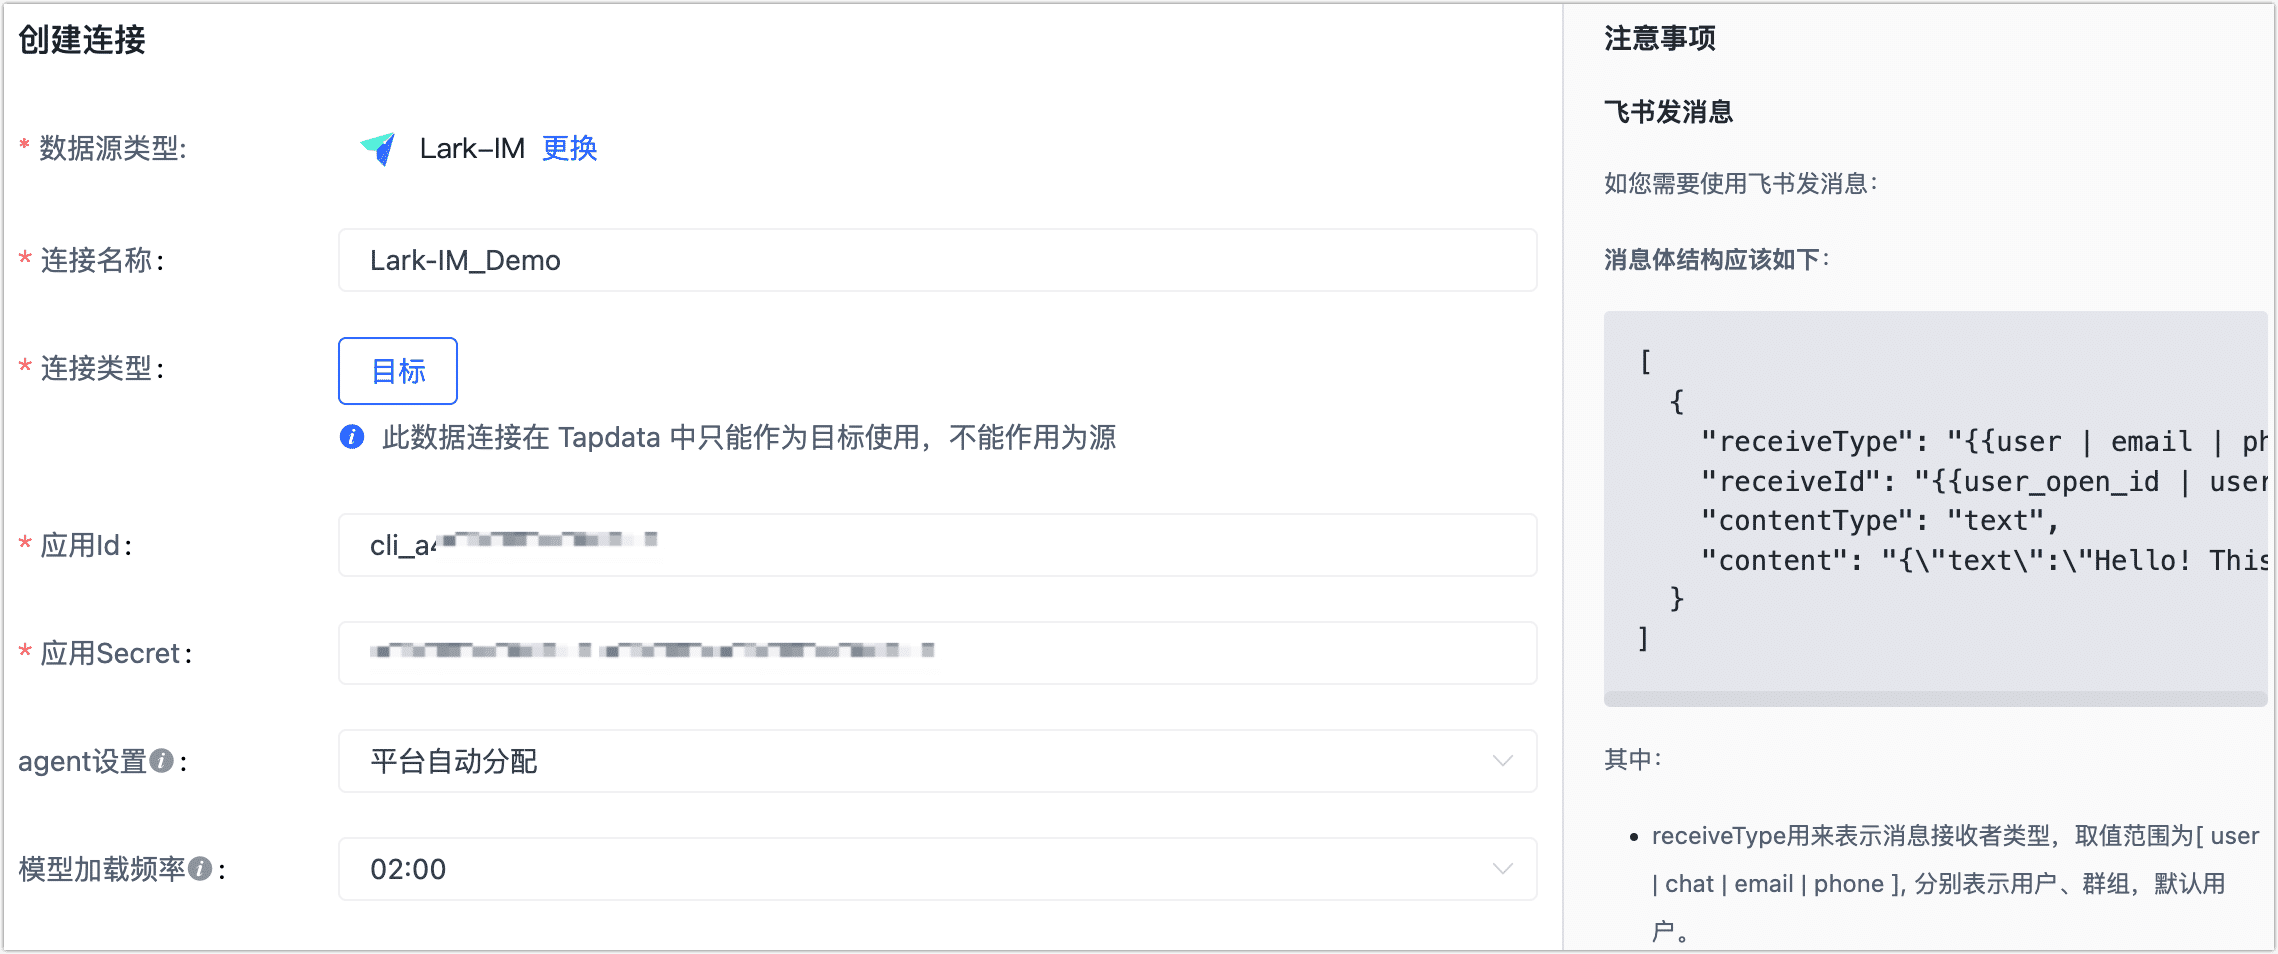 创建连接
* 数据源类型:
Lark–IM 更换
* 连接名称:
Lark-IM_Demo
* 连接类型:
目标
此数据连接在 Tapdata 中只能作为目标使用，不能作用为源
* 应用Id:
cli_a4
* 应用Secret:
agent设置 :
平台自动分配
模型加载频率 :
02:00
注意事项
飞书发消息
如您需要使用飞书发消息：
消息体结构应该如下：
[
{
"receiveType": "{{user | email | ph
"receiveId": "{{user_open_id | user
"contentType": "text",
"content": "{\"text\":\"Hello! This
}
]
其中：
• receiveType用来表示消息接收者类型，取值范围为[ user
| chat | email | phone ], 分别表示用户、群组，默认用
户。